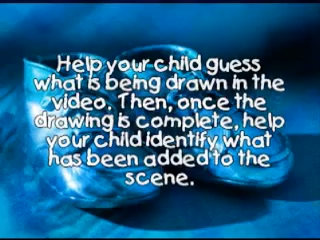 Help your child guess
what is being drawn in the
video. Then, once the
drawing is complete, help
your child identify what
has been added to the
scene.